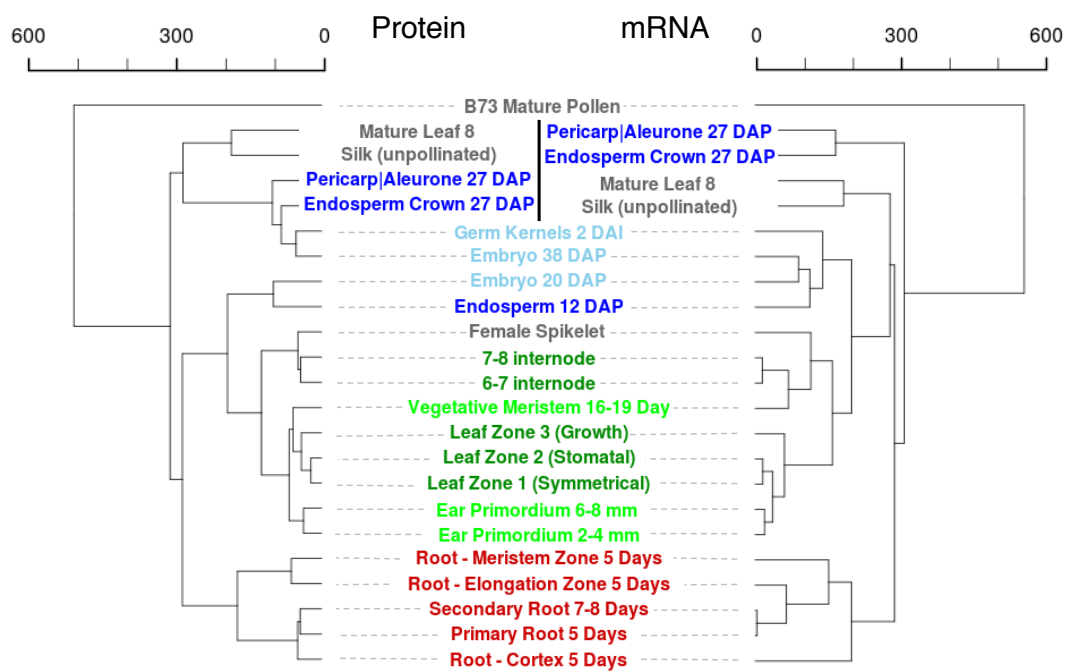 Protein mRNA
600 300 0 0 300 600
B73 Mature Pollen
Mature Leaf 8 Pericarp|Aleurone 27 DAP
Silk (unpollinated) Endosperm Crown 27 DAP
Pericarp|Aleurone 27 DAP Mature Leaf 8
Endosperm Crown 27 DAP Silk (unpollinated)
Germ Kernels 2 DAI
Embryo 38 DAP
Embryo 20 DAP
Endosperm 12 DAP
Female Spikelet
7-8 internode
6-7 internode
Vegetative Meristem 16-19 Day
Leaf Zone 3 (Growth)
Leaf Zone 2 (Stomatal)
Leaf Zone 1 (Symmetrical)
Ear Primordium 6-8 mm
Ear Primordium 2-4 mm
Root - Meristem Zone 5 Days
Root - Elongation Zone 5 Days
Secondary Root 7-8 Days
Primary Root 5 Days
Root - Cortex 5 Days